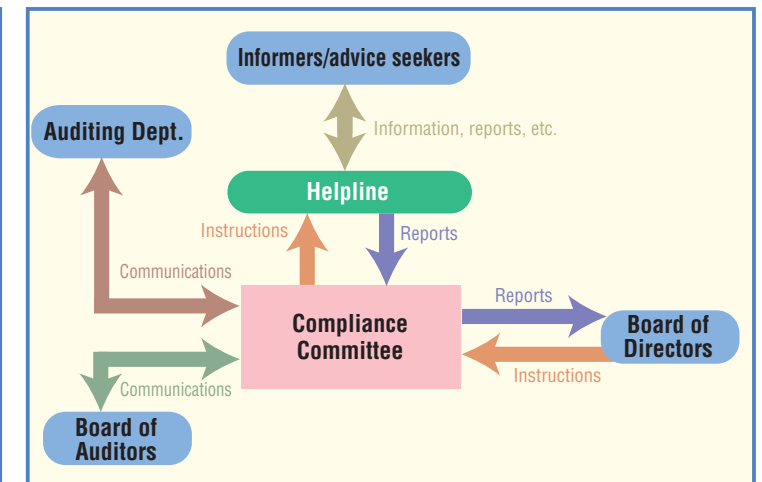 Informers/advice seekers
Auditing Dept.
Information, reports, etc.
Helpline
Instructions
Reports
Communications
Compliance
Committee
Reports
Board of
Directors
Instructions
Communications
Board of
Auditors